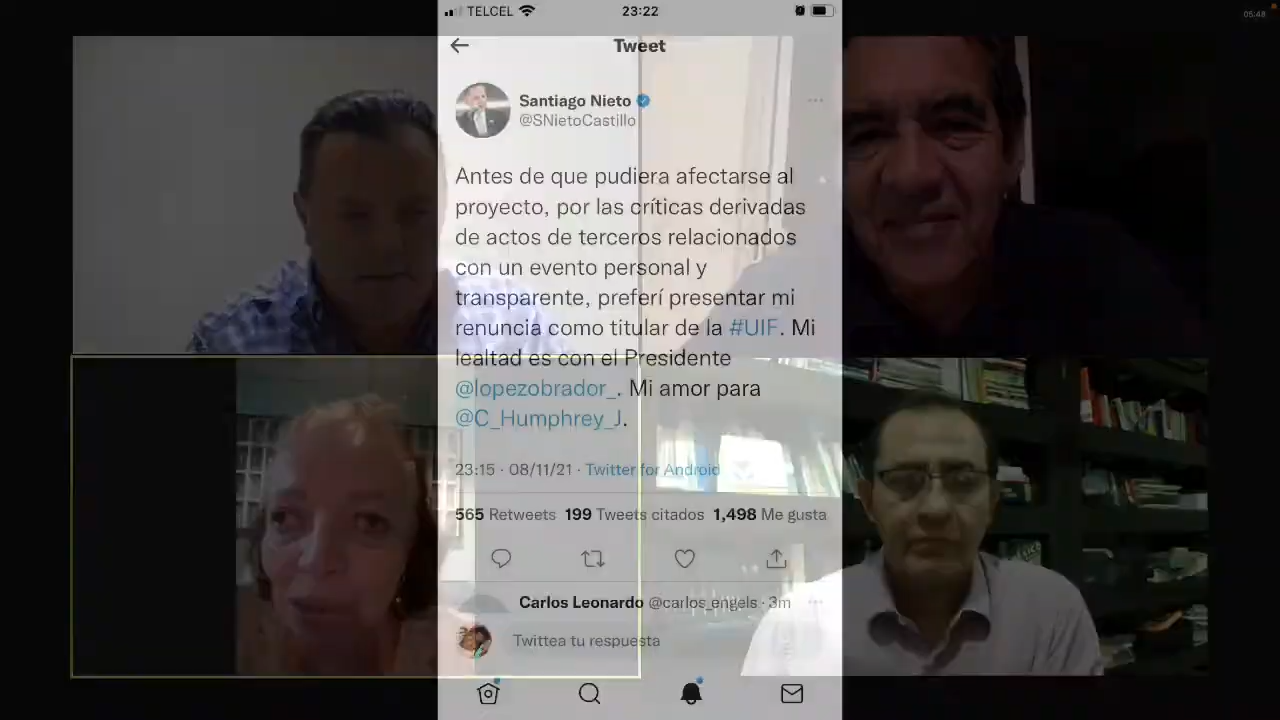 TELCEL
23:22
05:48
Tweet
Santiago Nieto
@SNietoCastillo
Antes de que pudiera afectarse al
proyecto, por las críticas derivadas
de actos de terceros relacionados
con un evento personal y
transparente, preferí presentar mi
renuncia como titular de la #UIF. Mi
lealtad es con el Presidente
@lopezobrador_. Mi amor para
@C_Humphrey_J.
23:15 · 08/11/21 · Twitter for Android
565 Retweets 199 Tweets citados 1,498 Me gusta
Carlos Leonardo @carlos_engels · 3m
Twittea tu respuesta